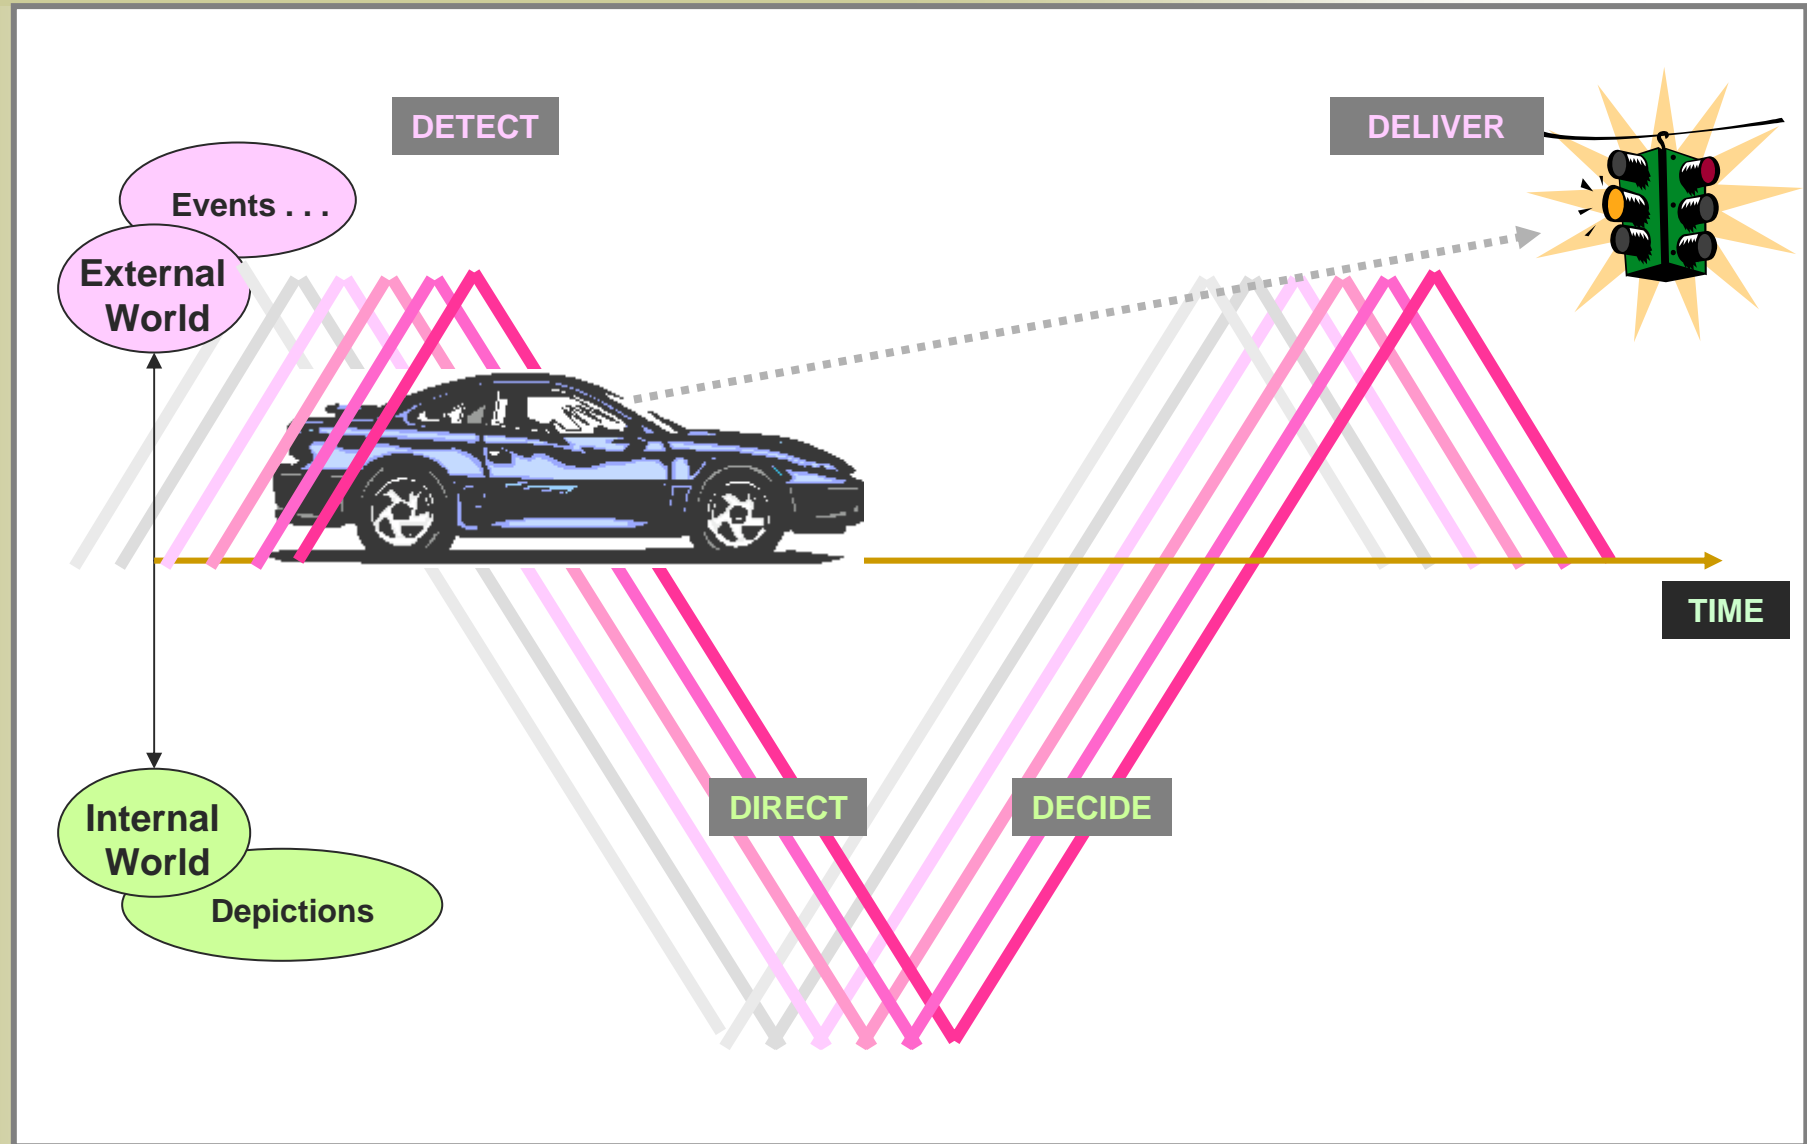 DETECT
DELIVER
Events . . .
External
World
TIME
DIRECT
DECIDE
Internal
World
Depictions